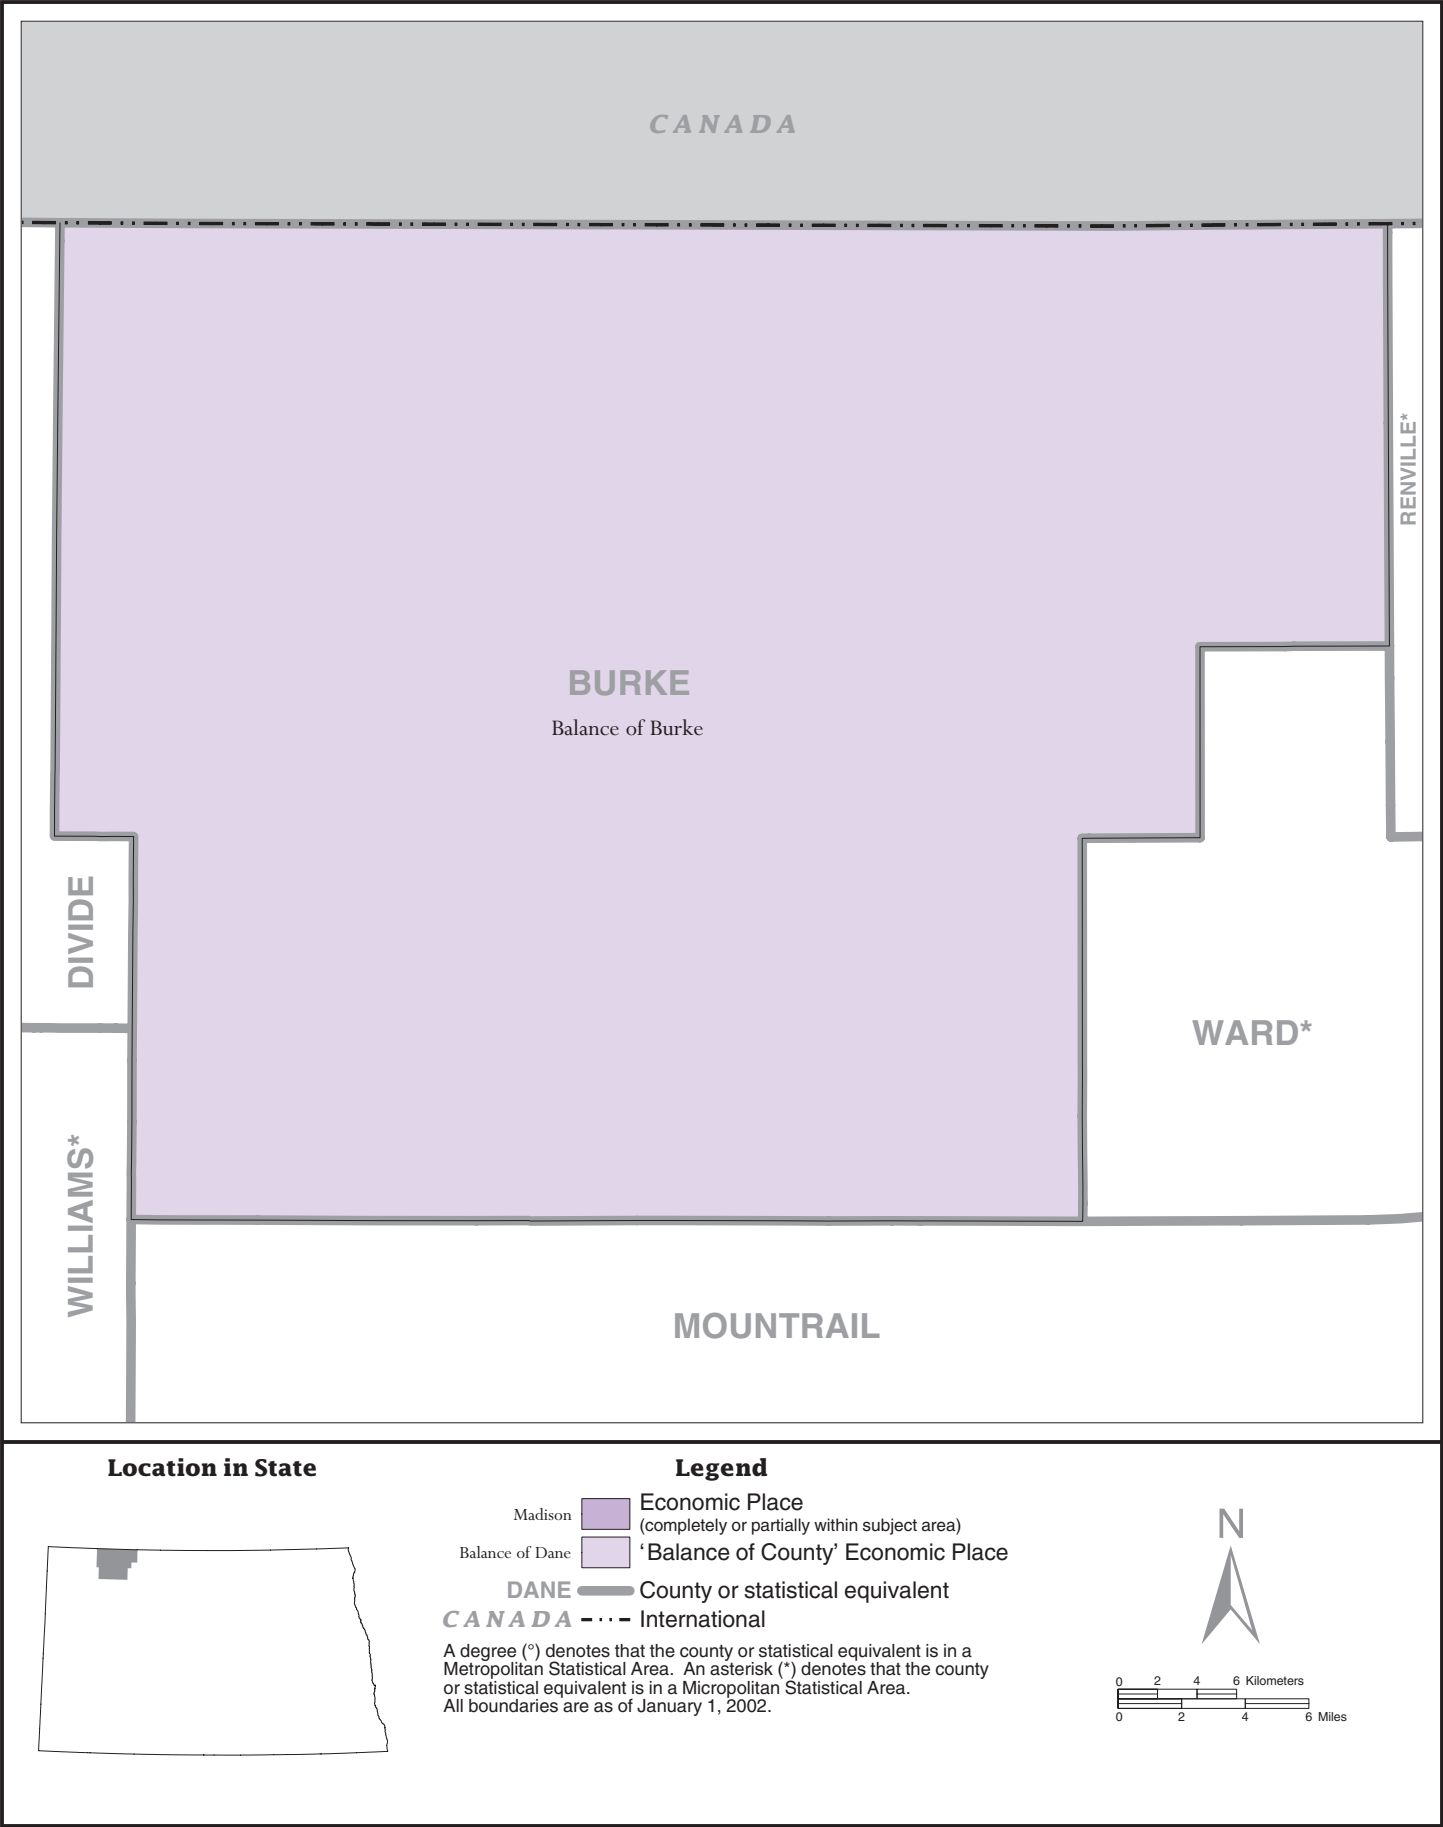 CANADA
RENVILLE*
BURKE
Balance of Burke
DIVIDE
WARD*
WILLIAMS*
MOUNTRAIL
Location in State
Legend
Madison
Economic Place
(completely or partially within subject area)
Balance of Dane
‘Balance of County’ Economic Place
DANE
County or statistical equivalent
CANADA
International
A degree (°) denotes that the county or statistical equivalent is in a
Metropolitan Statistical Area. An asterisk (*) denotes that the county
or statistical equivalent is in a Micropolitan Statistical Area.
All boundaries are as of January 1, 2002.
N
0 2 4 6 Kilometers
0 2 4 6 Miles